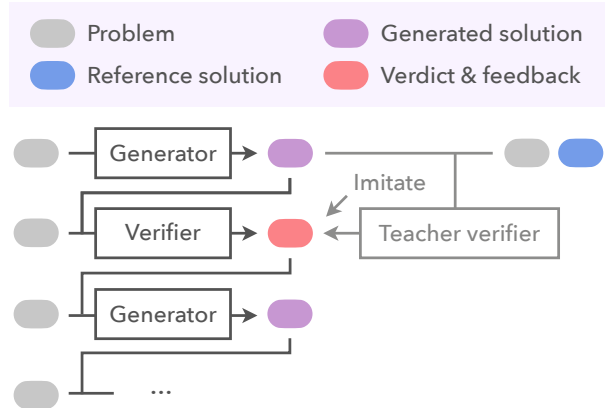 Problem
Generated solution
Reference solution
Verdict & feedback
Generator
Imitate
Verifier
Teacher verifier
Generator
...